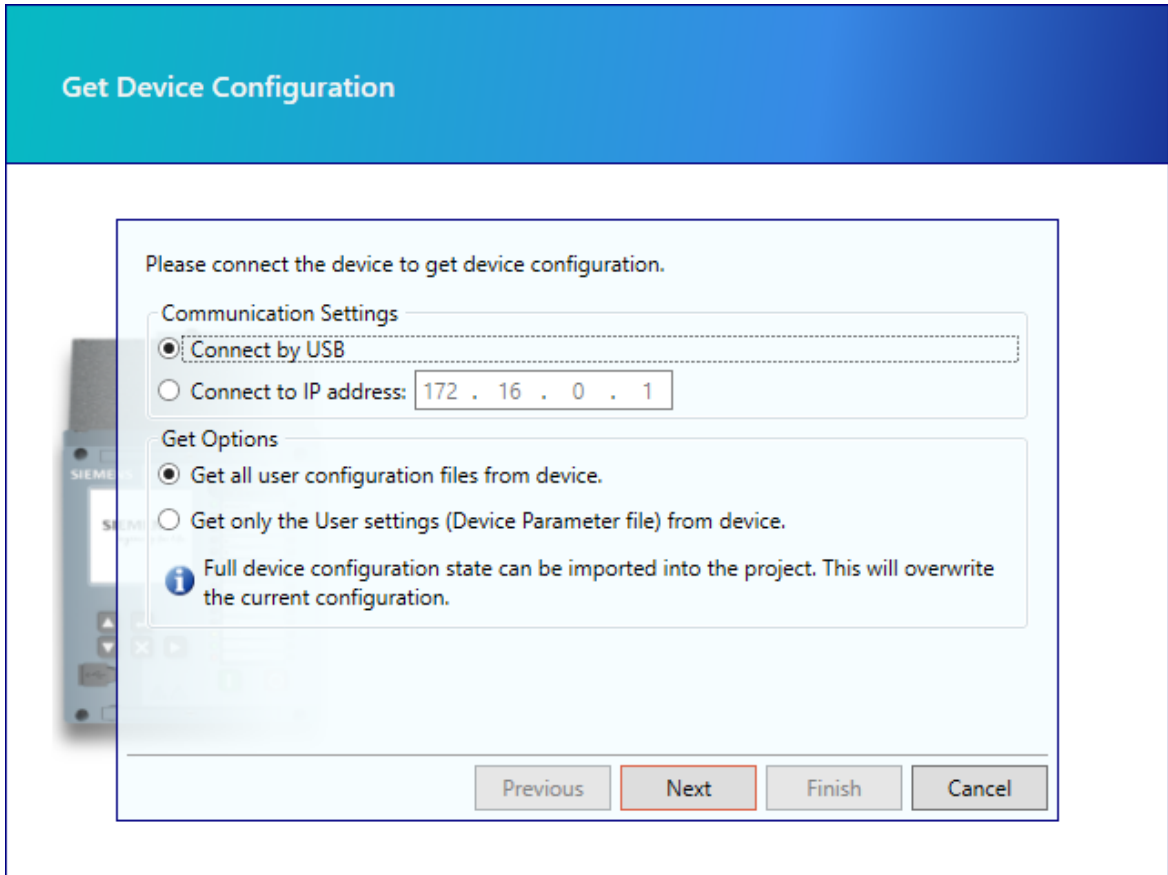 Get Device Configuration
Please connect the device to get device configuration.
Communication Settings
Connect by USB
Connect to IP address: 172 . 16 . 0 . 1
Get Options
Get all user configuration files from device.
Get only the User settings (Device Parameter file) from device.
Full device configuration state can be imported into the project. This will overwrite
the current configuration.
Previous Next Finish Cancel